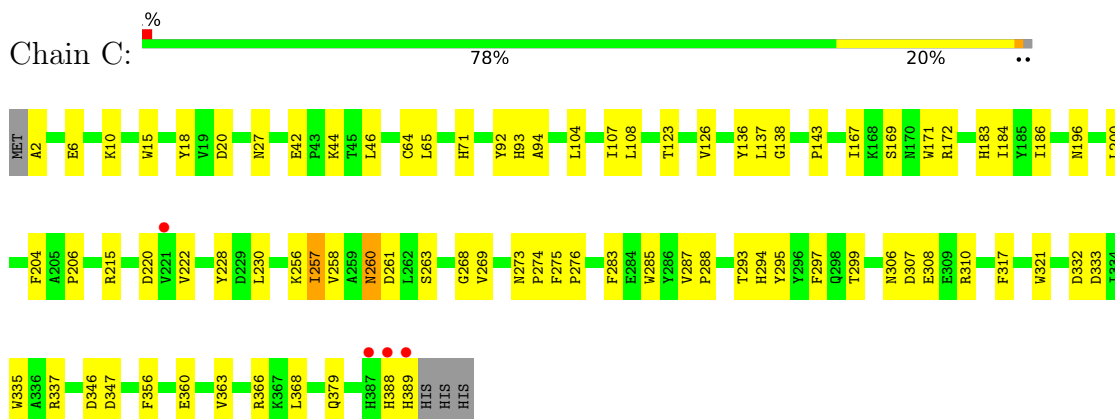 %
Chain C:
78% 20% ••
MET A2 E6 K10 W15 Y18 V19 D20 N27 E42 P43 K44 T45 L46 C64 L65 H71 Y92 H93 A94 L104 I107 L108 T123 V126 Y136 L137 G138 P143 I167 K168 S169 N170 W171 R172 H183 I184 Y185 I186 N196
F204 A205 P206 R215 D220 V221 V222 Y228 D229 L230 K256 I257 V258 A259 N260 D261 L262 S263 G268 V269 N273 P274 F275 P276 F283 E284 W285 Y286 V287 P288 T293 H294 Y295 Y296 F297 Q298 T299 N306 D307 E308 E309 R310 F317 W321 D332 D333
W335 A336 R337 D346 D347 F356 E360 V363 R366 K367 L368 Q379 H387 H388 H389 HIS HIS HIS